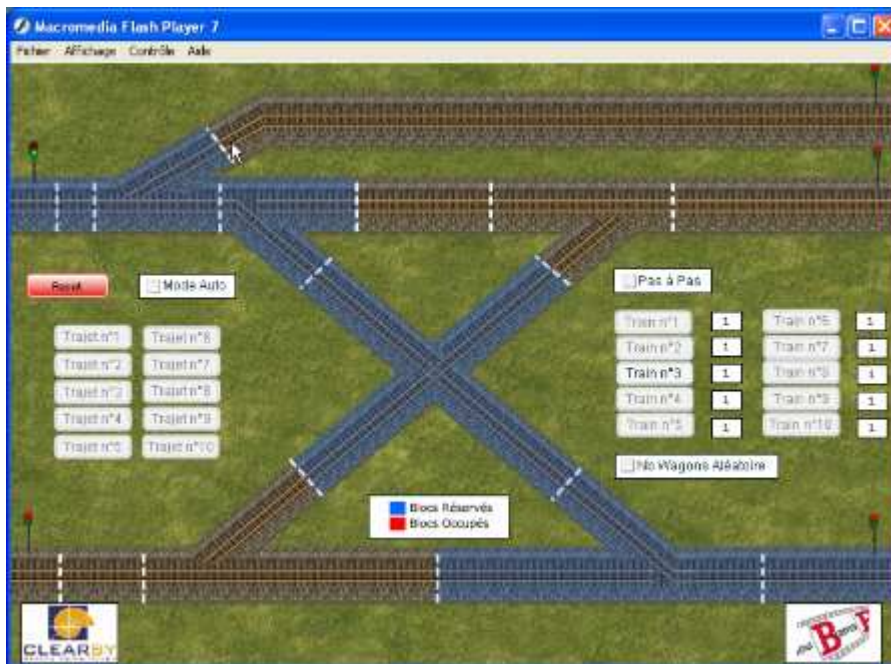 Macromedia Flash Player 7
Fichier Affichage Contrôle Aide
Reset
Mode Auto
Trajet n°1 Trajet n°6
Trajet n°2 Trajet n°7
Trajet n°3 Trajet n°8
Trajet n°4 Trajet n°9
Trajet n°5 Trajet n°10
Pas à Pas
Train n°1 1 Train n°6 1
Train n°2 1 Train n°7 1
Train n°3 1 Train n°8 1
Train n°4 1 Train n°9 1
Train n°5 1 Train n°10 1
Nb Wagons Aléatoire
Blocs Réservés
Blocs Occupés
CLEARSY